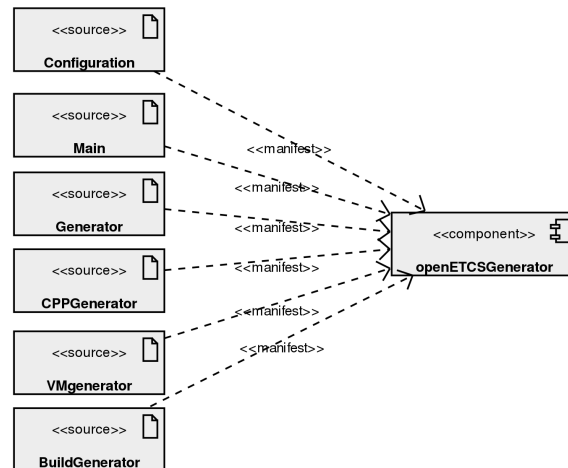 <<source>>
Configuration
<<source>>
Main
<<source>>
Generator
<<source>>
CPPGenerator
<<source>>
VMgenerator
<<source>>
BuildGenerator
<<manifest>>
<<manifest>>
<<manifest>>
<<manifest>>
<<manifest>>
<<manifest>>
<<component>>
openETCSGenerator